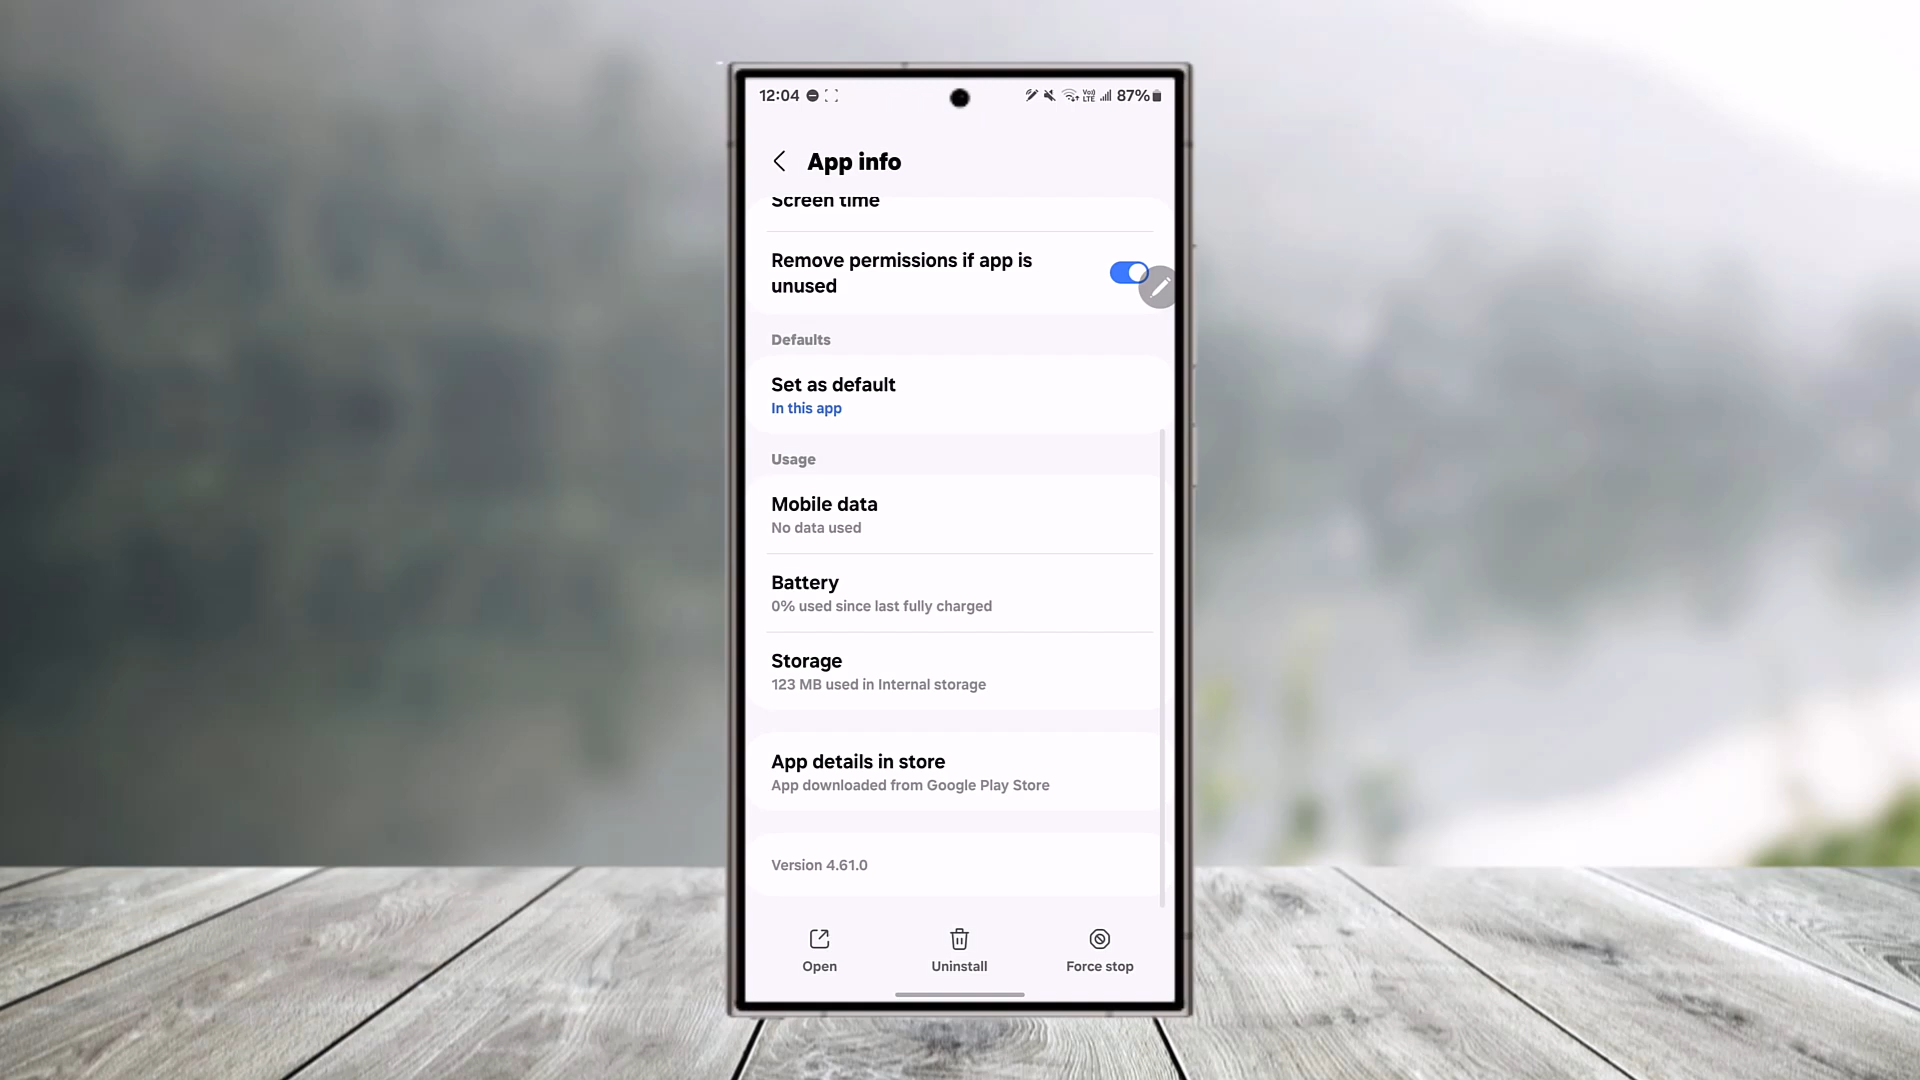 12:04
Vo)) LTE
87%
App info
Screen time
Remove permissions if app is
unused
Defaults
Set as default
In this app
Usage
Mobile data
No data used
Battery
0% used since last fully charged
Storage
123 MB used in Internal storage
App details in store
App downloaded from Google Play Store
Version 4.61.0
Open
Uninstall
Force stop